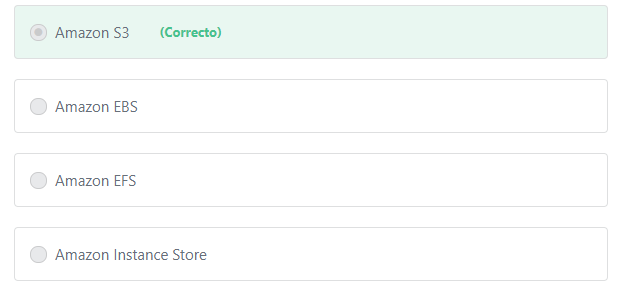 Amazon S3 (Correcto)
Amazon EBS
Amazon EFS
Amazon Instance Store